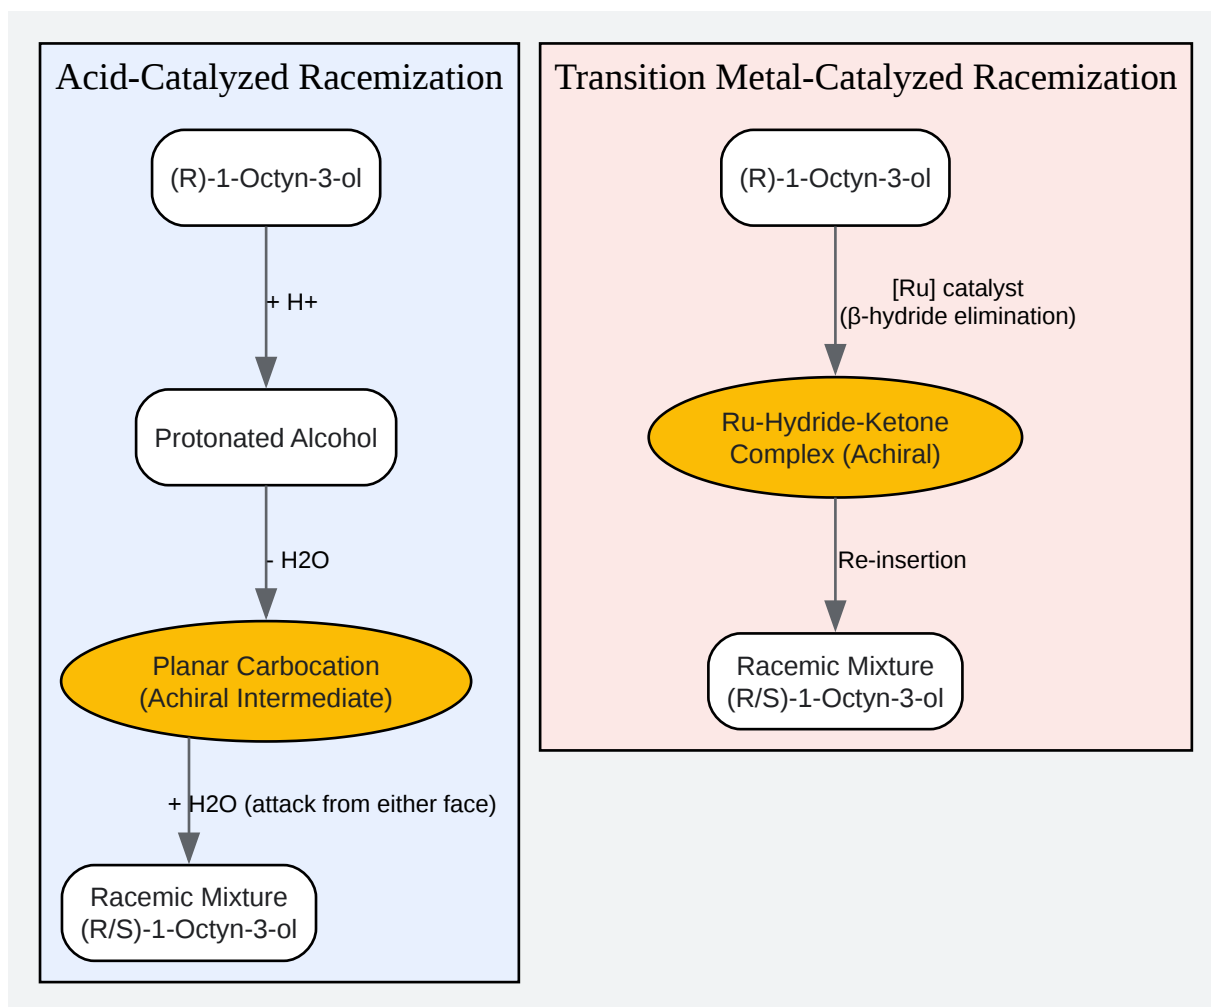 Acid-Catalyzed Racemization
(R)-1-Octyn-3-ol
+ H+
Protonated Alcohol
- H2O
Planar Carbocation
(Achiral Intermediate)
+ H2O (attack from either face)
Racemic Mixture
(R/S)-1-Octyn-3-ol
Transition Metal-Catalyzed Racemization
(R)-1-Octyn-3-ol
[Ru] catalyst
(β-hydride elimination)
Ru-Hydride-Ketone
Complex (Achiral)
Re-insertion
Racemic Mixture
(R/S)-1-Octyn-3-ol